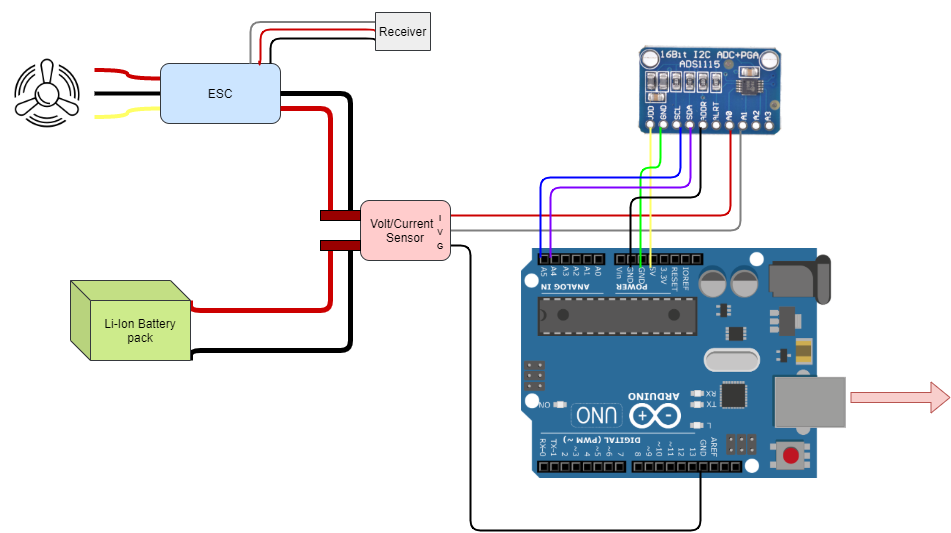 Receiver
ESC
16Bit I2C ADC+PGA
ADS1115
VDD GND SCL SDA ADDR ALRT A0 A1 A2 A3
Volt/Current
Sensor
I
V
G
Li-Ion Battery
pack
A5 A4 A3 A2 A1 A0
Vin GND GND 5V 3.3V RESET IOREF
ANALOG IN
POWER
ON
RX
TX
L
ARDUINO
UNO
DIGITAL (PWM ~)
RX-0 TX-1 2 ~3 4 ~5 ~6 7 8 ~9 ~10 ~11 12 13 GND AREF